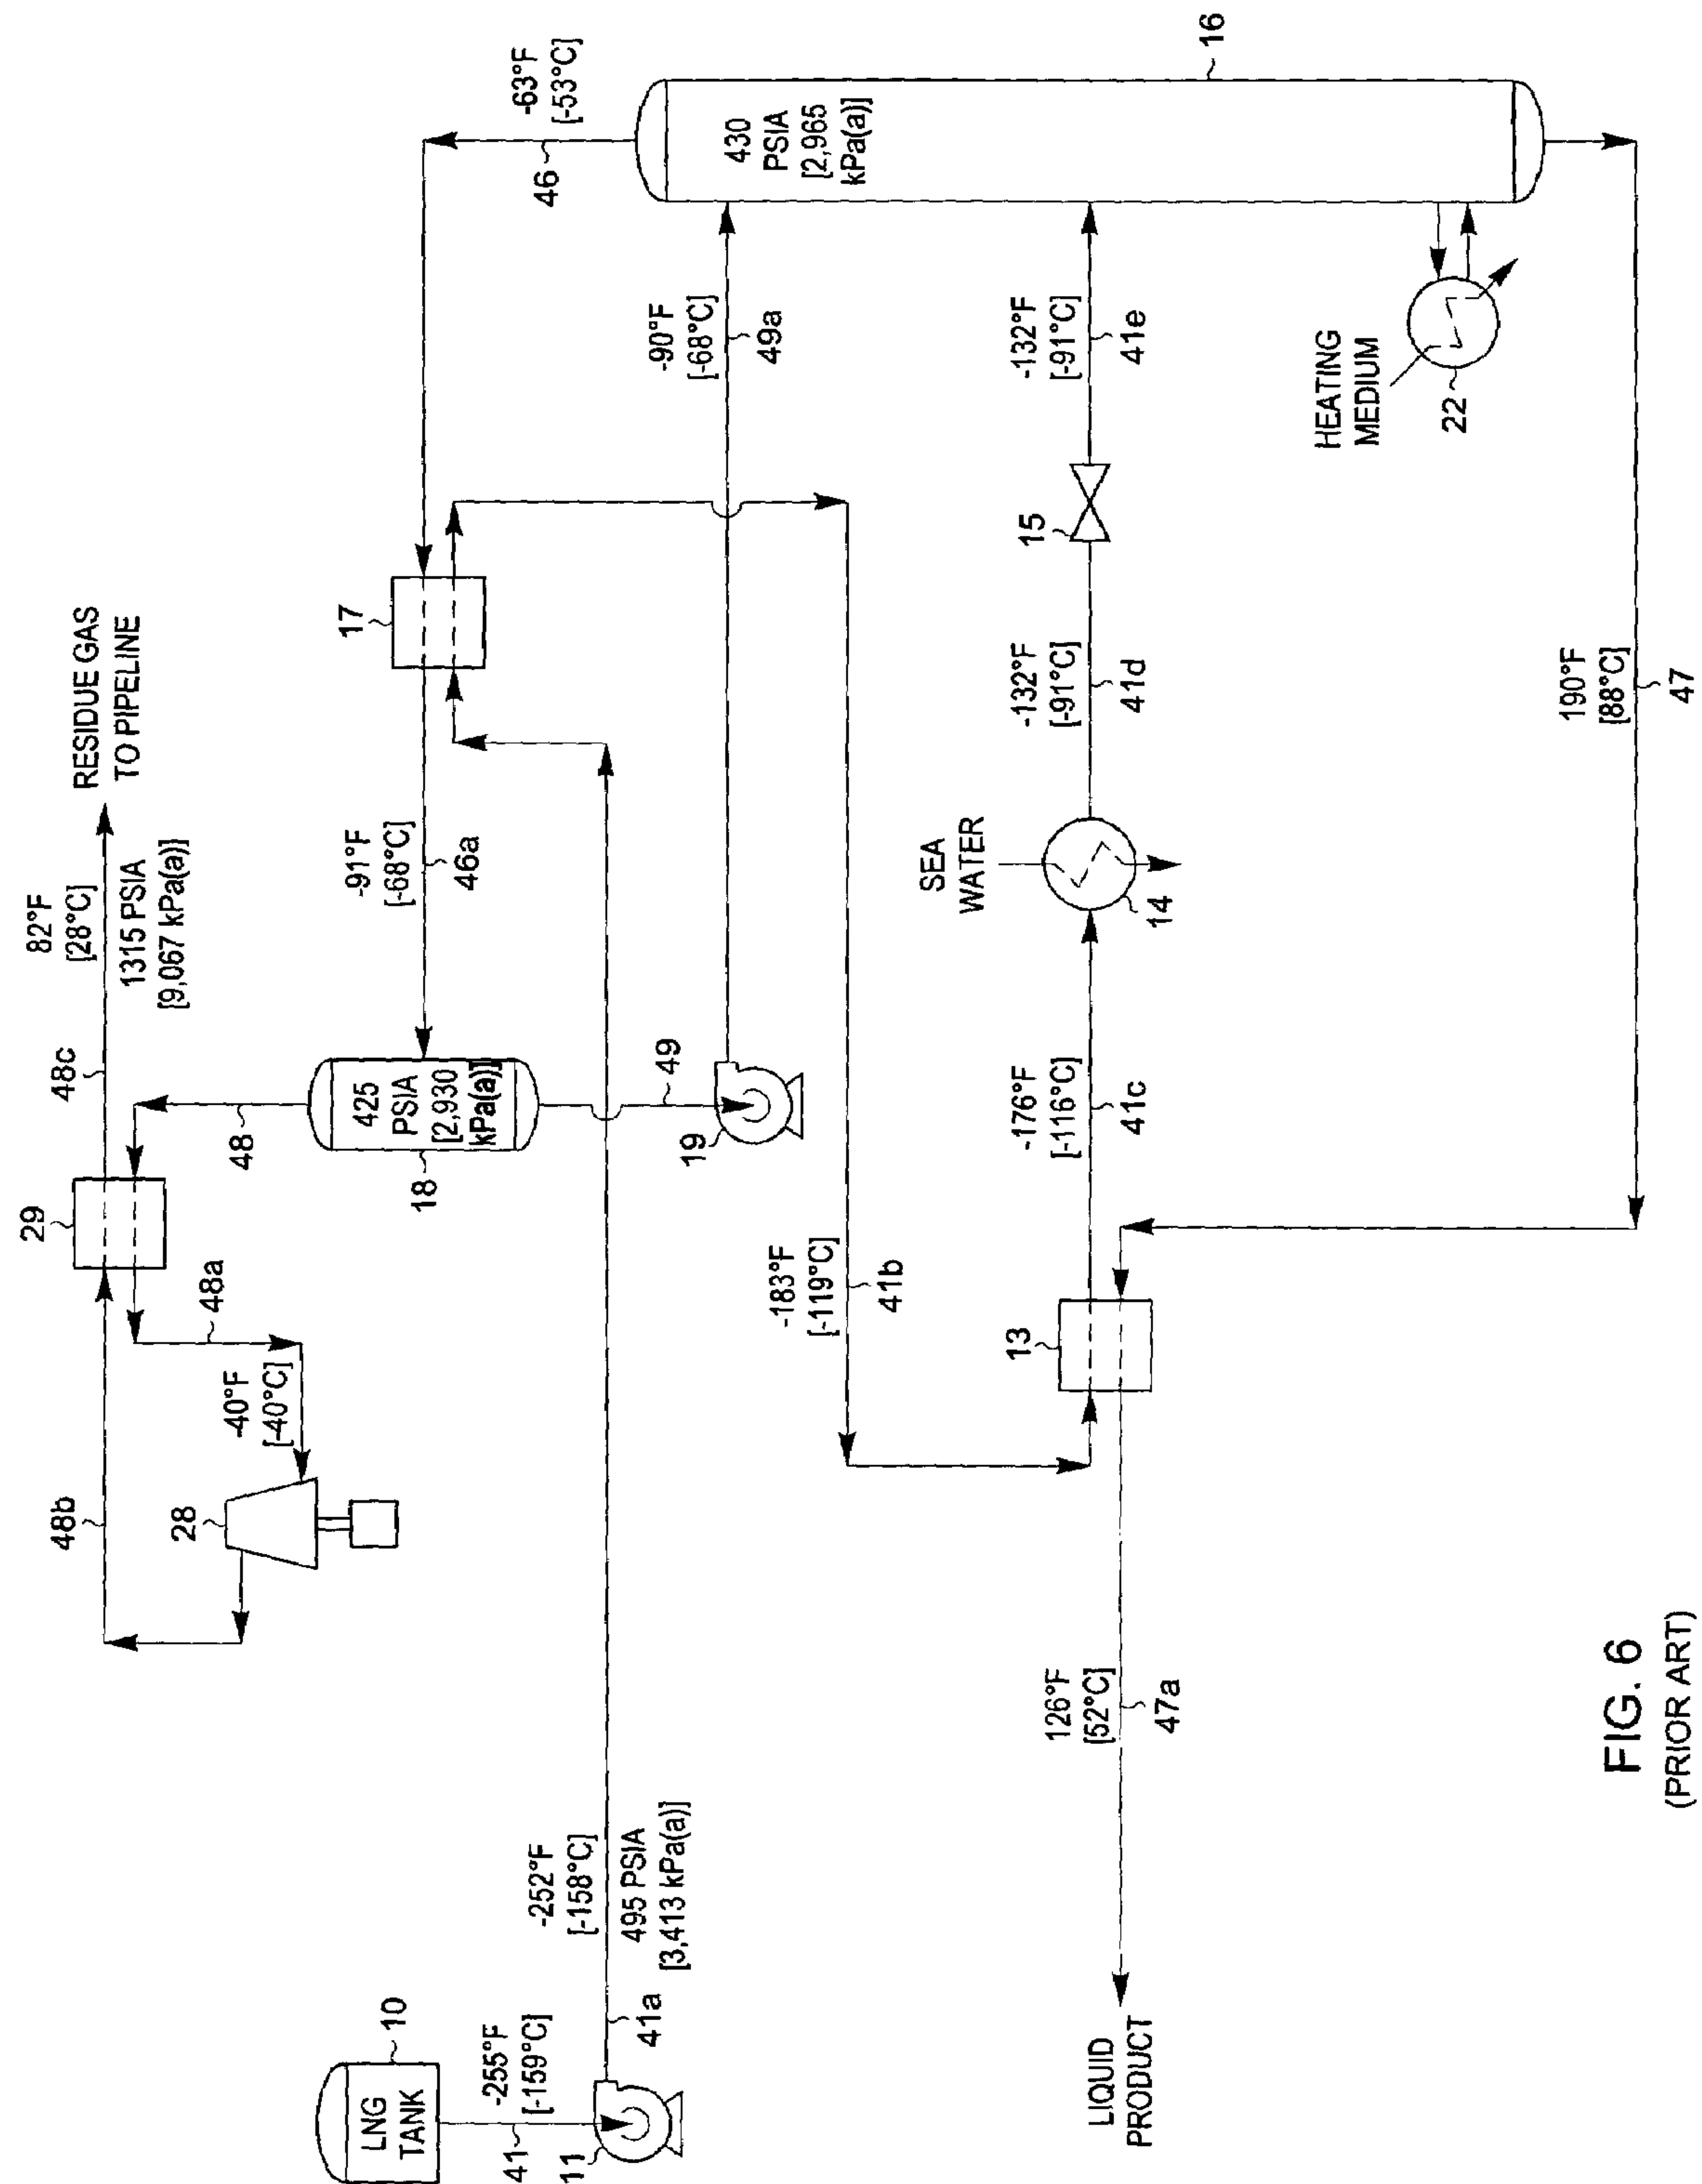 LNG
TANK
10
-255°F
[-159°C]
41
11
41a
-252°F
[-158°C]
495 PSIA
[3,413 kPa(a)]
48b
28
-40°F
[-40°C]
48a
29
48
48c
82°F
[28°C]
1315 PSIA
[9,067 kPa(a)]
RESIDUE GAS
TO PIPELINE
425
PSIA
[2,930
kPa(a)]
18
49
19
-91°F
[-68°C]
46a
17
46
-63°F
[-53°C]
-90°F
[-68°C]
49a
430
PSIA
[2,965
kPa(a)]
16
-183°F
[-119°C]
41b
13
-176°F
[-116°C]
41c
SEA
WATER
14
-132°F
[-91°C]
41d
15
-132°F
[-91°C]
41e
HEATING
MEDIUM
22
190°F
[88°C]
47
126°F
[52°C]
47a
LIQUID
PRODUCT
FIG. 6
(PRIOR ART)